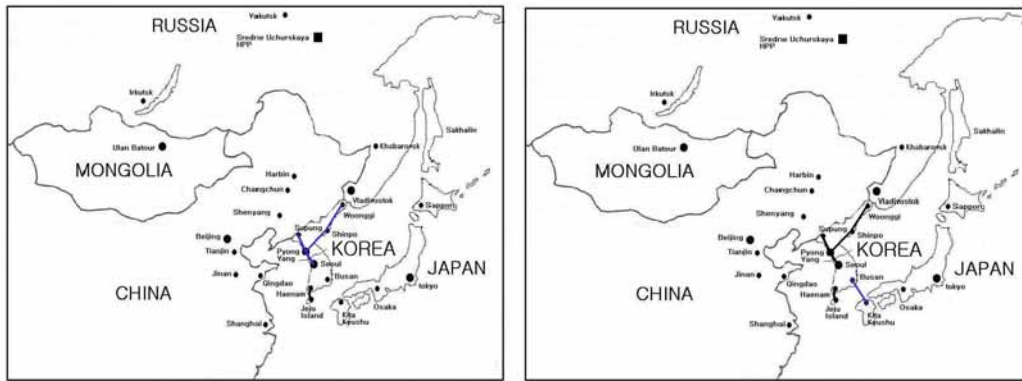 RUSSIA
Yakutsk
Sredne Uchurskaya
HPP
Irkutsk
Sakhalin
Ulan Batour
Khabarovsk
MONGOLIA
Harbin
Changchun
Vladivostok
Sapporo
Shenyang
Woonggi
Supung
Shinpo
Beijing
KOREA
Tianjin
Pyong
Yang
Seoul
JAPAN
Jinan
Qingdao
Busan
tokyo
CHINA
Haenam
Osaka
Jeju
Island
Kita
Kyushu
Shanghai
RUSSIA
Yakutsk
Sredne Uchurskaya
HPP
Irkutsk
Sakhalin
Ulan Batour
Khabarovsk
MONGOLIA
Harbin
Changchun
Vladivostok
Sapporo
Shenyang
Woonggi
Supung
Shinpo
Beijing
KOREA
Tianjin
Pyong
Yang
Seoul
JAPAN
Jinan
Qingdao
Busan
tokyo
CHINA
Haenam
Osaka
Jeju
Island
Kita
Kyushu
Shanghai